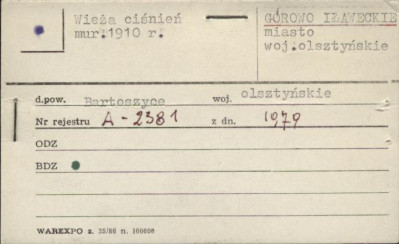 Wieża ciśnień
mur.1910 r.
GÓROWO IŁAWECKIE
miasto
woj.olsztyńskie
d.pow. Bartoszyce woj. olsztyńskie
Nr rejestru A-2381 z dn. 1979
ODZ
BDZ
WAREXPO z. 35/86 n. 100000